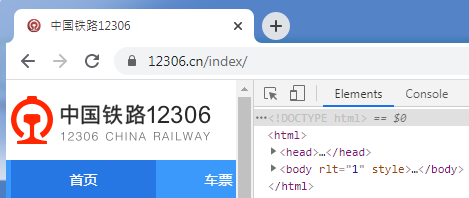 中国铁路12306
12306.cn/index/
中国铁路12306
12306 CHINA RAILWAY
首页 车票
Elements Console
…<!DOCTYPE html> == $0
<html>
<head>…</head>
<body rlt="1" style>…</body>
</html>